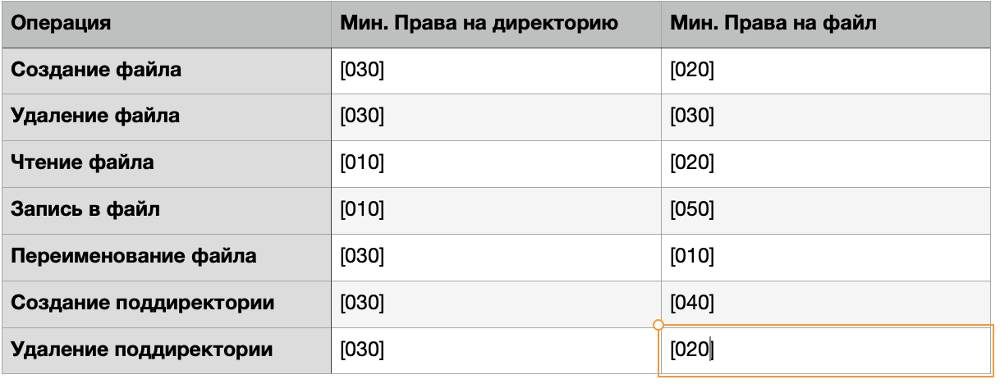 Операция Мин. Права на директорию Мин. Права на файл
Создание файла [030] [020]
Удаление файла [030] [030]
Чтение файла [010] [020]
Запись в файл [010] [050]
Переименование файла [030] [010]
Создание поддиректории [030] [040]
Удаление поддиректории [030] [020]